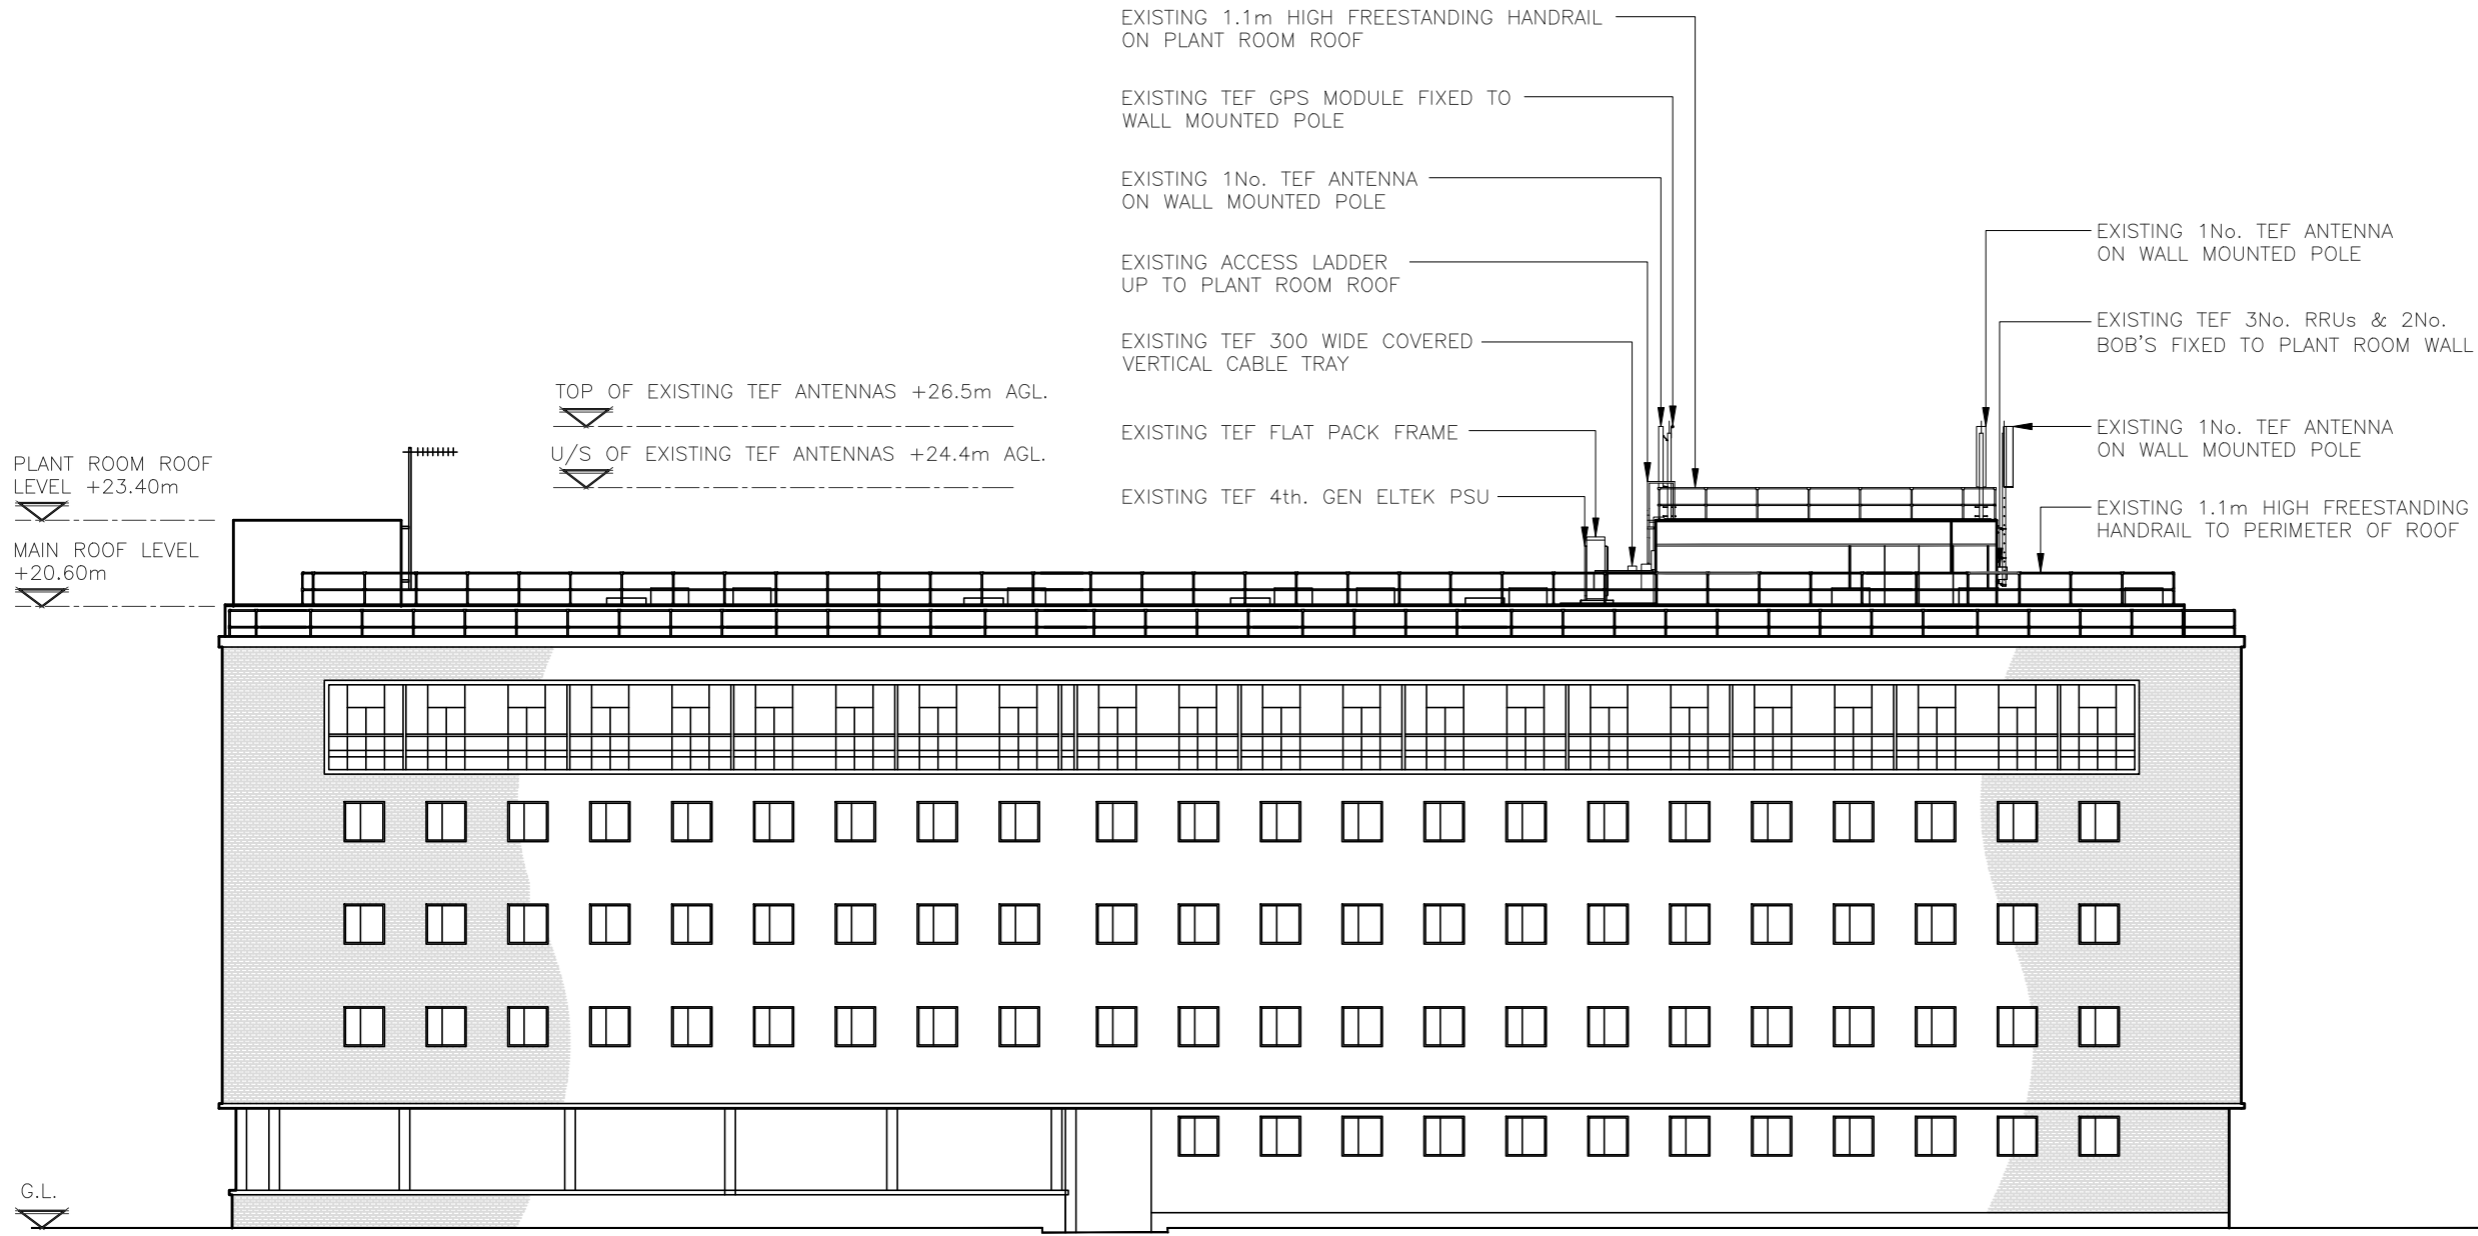 EXISTING 1.1m HIGH FREESTANDING HANDRAIL
ON PLANT ROOM ROOF
EXISTING TEF GPS MODULE FIXED TO
WALL MOUNTED POLE
EXISTING 1No. TEF ANTENNA
ON WALL MOUNTED POLE
EXISTING ACCESS LADDER
UP TO PLANT ROOM ROOF
EXISTING TEF 300 WIDE COVERED
VERTICAL CABLE TRAY
EXISTING TEF FLAT PACK FRAME
EXISTING TEF 4th. GEN ELTEK PSU
EXISTING 1No. TEF ANTENNA
ON WALL MOUNTED POLE
EXISTING TEF 3No. RRUs & 2No.
BOB'S FIXED TO PLANT ROOM WALL
EXISTING 1No. TEF ANTENNA
ON WALL MOUNTED POLE
EXISTING 1.1m HIGH FREESTANDING
HANDRAIL TO PERIMETER OF ROOF
TOP OF EXISTING TEF ANTENNAS +26.5m AGL.
U/S OF EXISTING TEF ANTENNAS +24.4m AGL.
PLANT ROOM ROOF
LEVEL +23.40m
MAIN ROOF LEVEL
+20.60m
G.L.